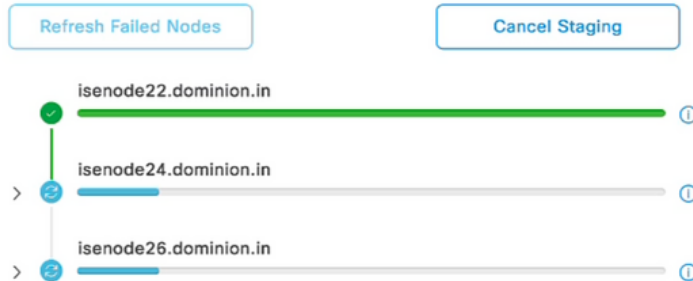 Refresh Failed Nodes
Cancel Staging
isenode22.dominion.in
isenode24.dominion.in
isenode26.dominion.in